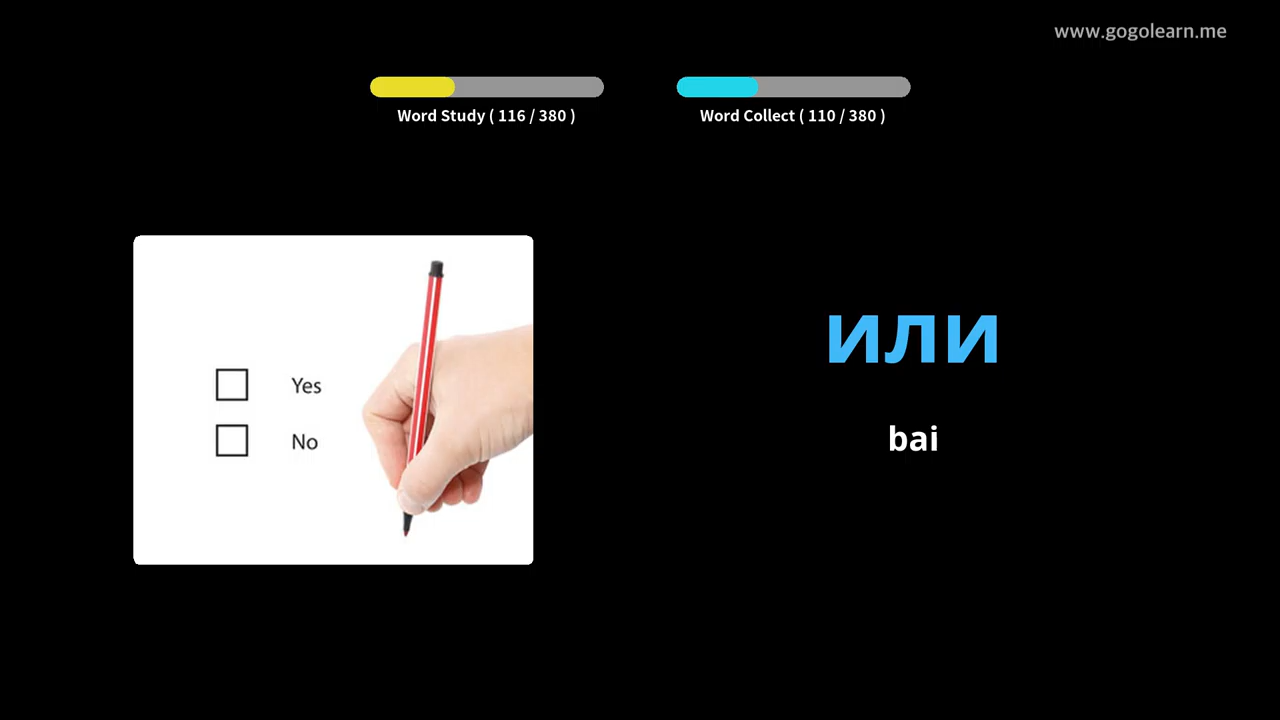 www.gogolearn.me
Word Study ( 116 / 380 )
Word Collect ( 110 / 380 )
Yes
No
или
bai